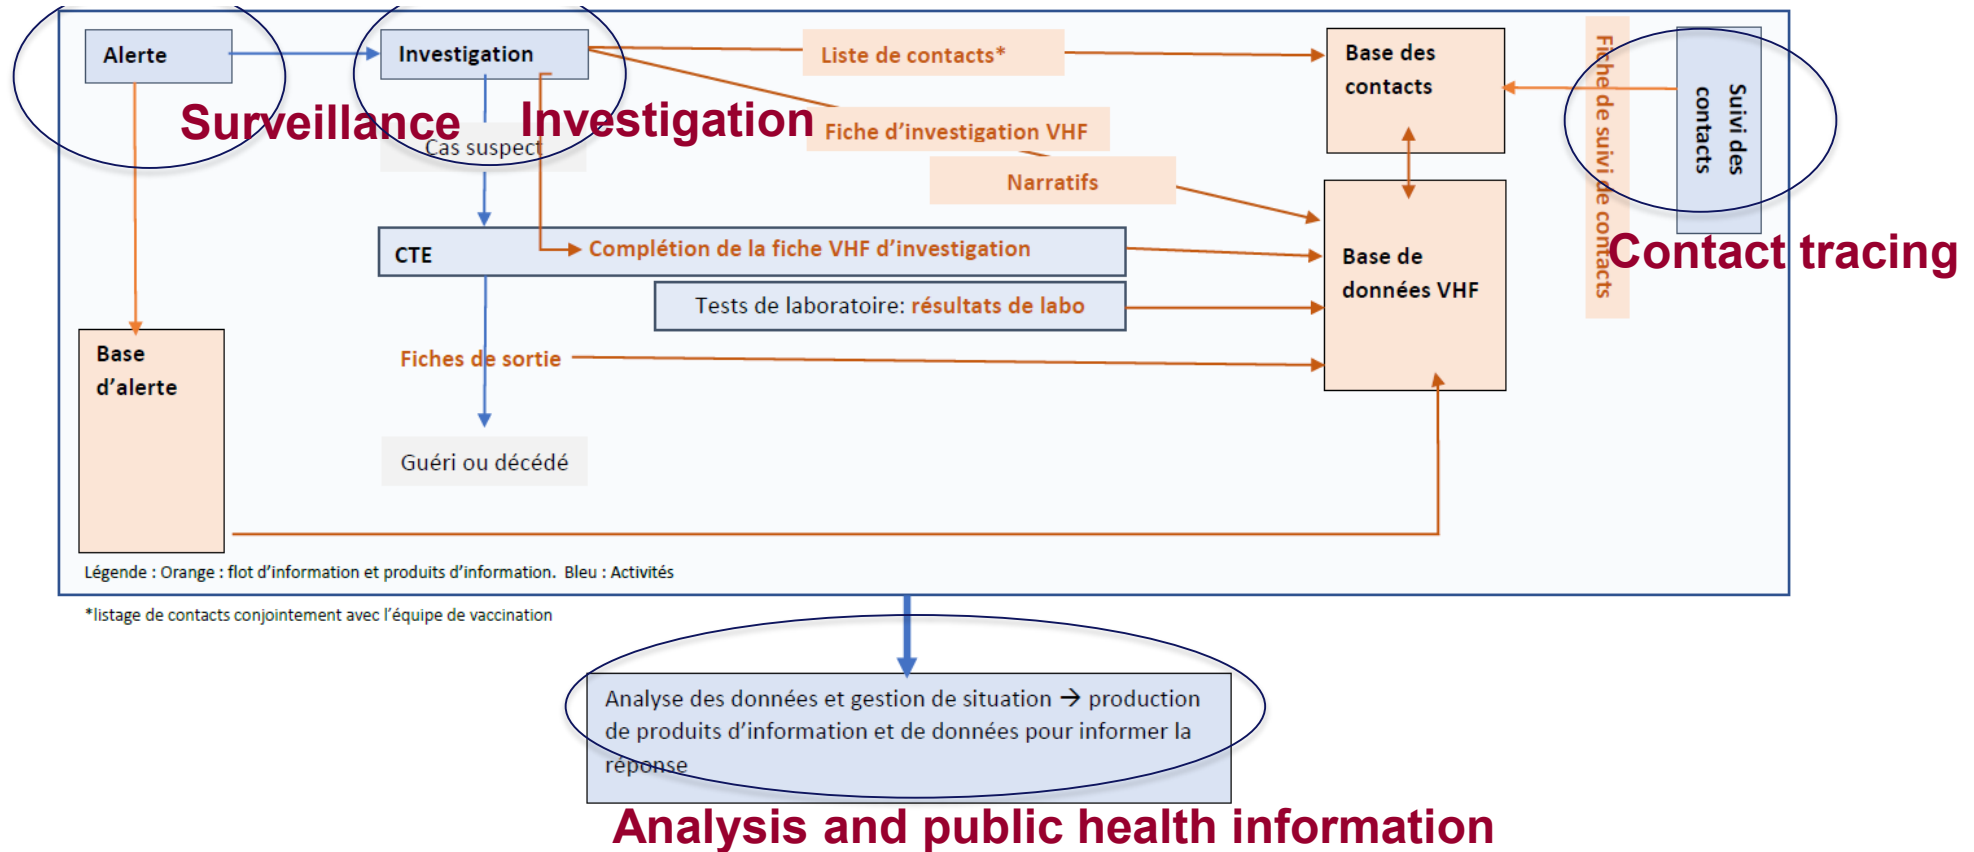 Alerte
Surveillance
Investigation
Investigation
Cas suspect
Liste de contacts*
Fiche d'investigation VHF
Narratifs
Base des
contacts
Fiche de suivi de contacts
Suivi des
contacts
Contact tracing
CTE
Complétion de la fiche VHF d'investigation
Tests de laboratoire: résultats de labo
Base de
données VHF
Base
d'alerte
Fiches de sortie
Guéri ou décédé
Légende : Orange : flot d'information et produits d'information. Bleu : Activités
*listage de contacts conjointement avec l'équipe de vaccination
Analyse des données et gestion de situation → production
de produits d'information et de données pour informer la
réponse
Analysis and public health information